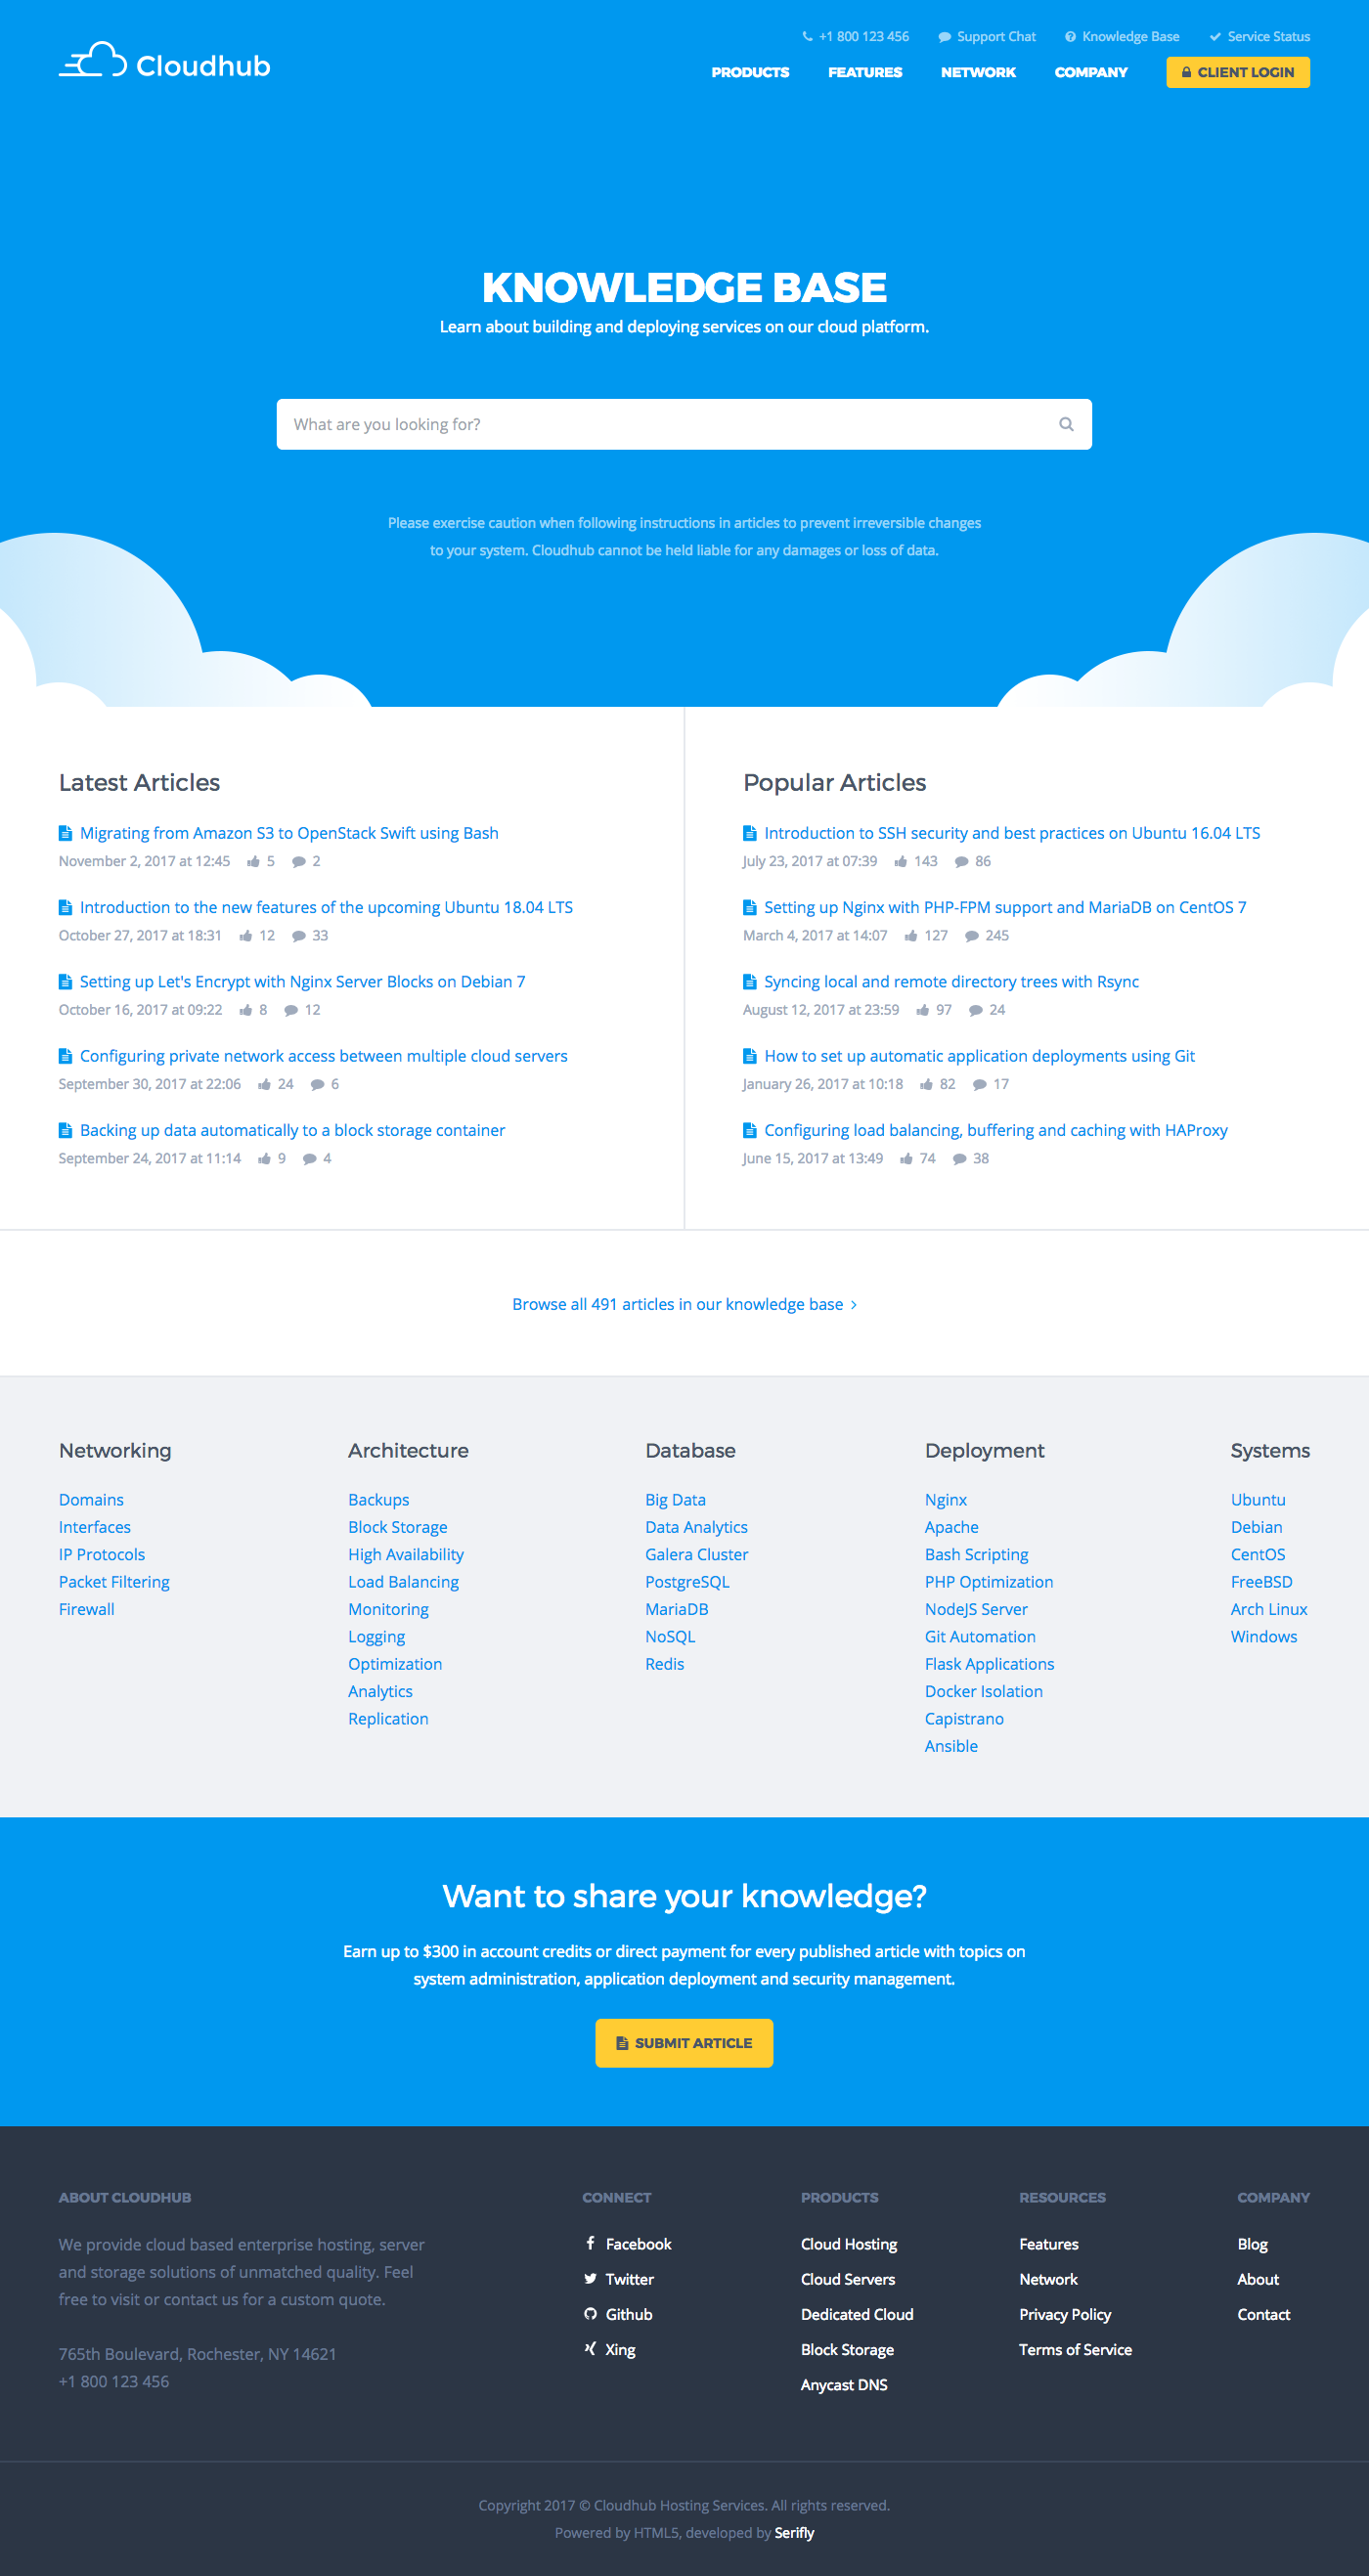 +1 800 123 456 Support Chat Knowledge Base Service Status
Cloudhub
PRODUCTS FEATURES NETWORK COMPANY CLIENT LOGIN
KNOWLEDGE BASE
Learn about building and deploying services on our cloud platform.
What are you looking for?
Please exercise caution when following instructions in articles to prevent irreversible changes
to your system. Cloudhub cannot be held liable for any damages or loss of data.
Latest Articles
Migrating from Amazon S3 to OpenStack Swift using Bash
November 2, 2017 at 12:45 5 2
Introduction to the new features of the upcoming Ubuntu 18.04 LTS
October 27, 2017 at 18:31 12 33
Setting up Let's Encrypt with Nginx Server Blocks on Debian 7
October 16, 2017 at 09:22 8 12
Configuring private network access between multiple cloud servers
September 30, 2017 at 22:06 24 6
Backing up data automatically to a block storage container
September 24, 2017 at 11:14 9 4
Popular Articles
Introduction to SSH security and best practices on Ubuntu 16.04 LTS
July 23, 2017 at 07:39 143 86
Setting up Nginx with PHP-FPM support and MariaDB on CentOS 7
March 4, 2017 at 14:07 127 245
Syncing local and remote directory trees with Rsync
August 12, 2017 at 23:59 97 24
How to set up automatic application deployments using Git
January 26, 2017 at 10:18 82 17
Configuring load balancing, buffering and caching with HAProxy
June 15, 2017 at 13:49 74 38
Browse all 491 articles in our knowledge base
Networking
Domains
Interfaces
IP Protocols
Packet Filtering
Firewall
Architecture
Backups
Block Storage
High Availability
Load Balancing
Monitoring
Logging
Optimization
Analytics
Replication
Database
Big Data
Data Analytics
Galera Cluster
PostgreSQL
MariaDB
NoSQL
Redis
Deployment
Nginx
Apache
Bash Scripting
PHP Optimization
NodeJS Server
Git Automation
Flask Applications
Docker Isolation
Capistrano
Ansible
Systems
Ubuntu
Debian
CentOS
FreeBSD
Arch Linux
Windows
Want to share your knowledge?
Earn up to $300 in account credits or direct payment for every published article with topics on
system administration, application deployment and security management.
SUBMIT ARTICLE
ABOUT CLOUDHUB
We provide cloud based enterprise hosting, server
and storage solutions of unmatched quality. Feel
free to visit or contact us for a custom quote.
765th Boulevard, Rochester, NY 14621
+1 800 123 456
CONNECT
Facebook
Twitter
Github
Xing
PRODUCTS
Cloud Hosting
Cloud Servers
Dedicated Cloud
Block Storage
Anycast DNS
RESOURCES
Features
Network
Privacy Policy
Terms of Service
COMPANY
Blog
About
Contact
Copyright 2017 © Cloudhub Hosting Services. All rights reserved.
Powered by HTML5, developed by Serifly